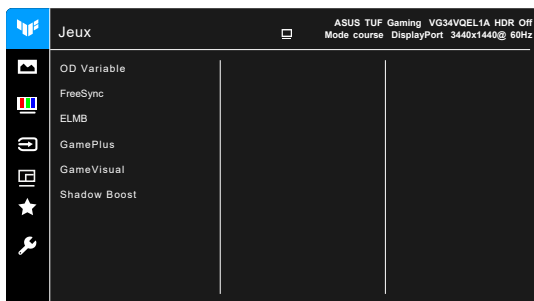 Jeux
ASUS TUF Gaming VG34VQEL1A HDR Off
Mode course DisplayPort 3440x1440@ 60Hz
OD Variable
FreeSync
ELMB
GamePlus
GameVisual
Shadow Boost